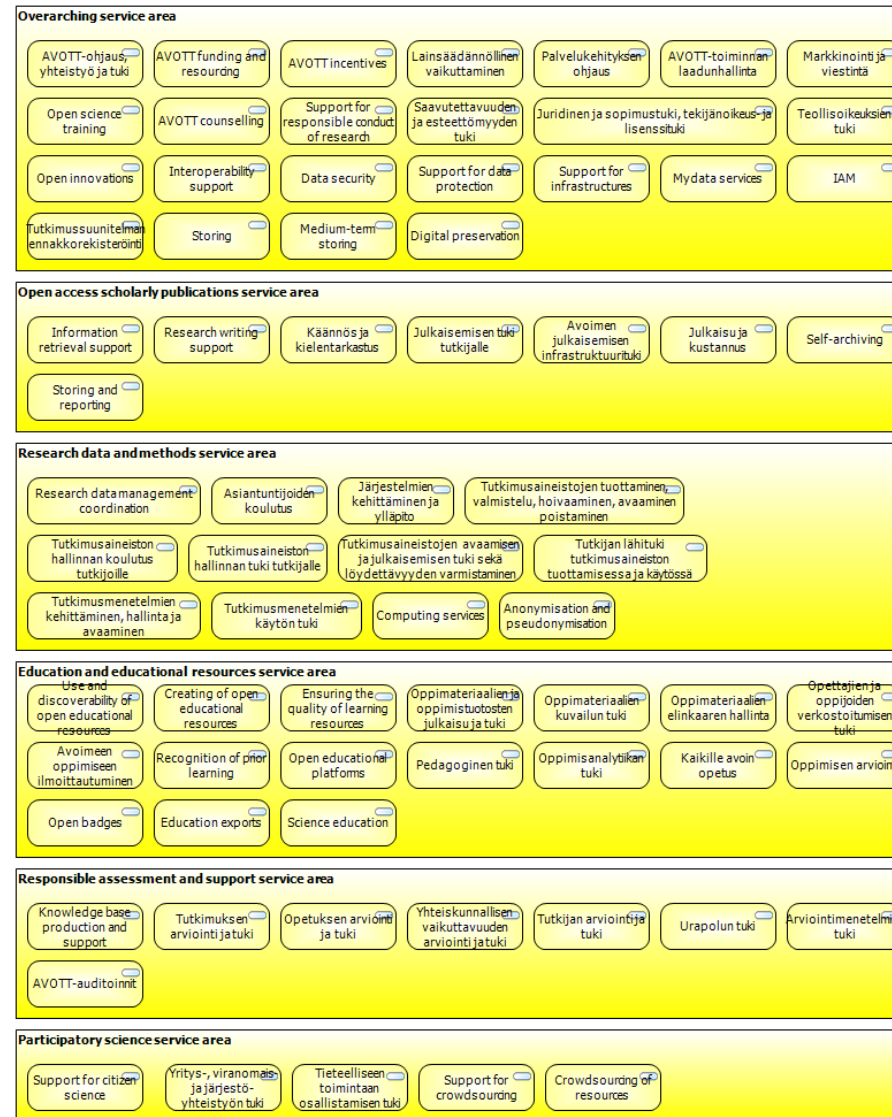 Overarching service area
AVOTT-ohjaus,
yhteistyö ja tuki
AVOTT funding and
resourcing
AVOTT incentives
Lainsäädännöllinen
vaikuttaminen
Palvelukehityksen
ohjaus
AVOTT-toiminnan
laadunhallinta
Markkinointi ja
viestintä
Open science
training
AVOTT counselling
Support for
responsible conduct
of research
Saavutettavuuden
ja esteettömyyden
tuki
Juridinen ja sopimustuki, tekijänoikeus- ja
lisenssituki
Teollisoikeuksien
tuki
Open innovations
Interoperability
support
Data security
Support for data
protection
Support for
infrastructures
Mydata services
IAM
Tutkimussuunitelman
ennakkorekisteröinti
Storing
Medium-term
storing
Digital preservation
Open access scholarly publications service area
Information
retrieval support
Research writing
support
Käännös ja
kielentarkastus
Julkaisemisen tuki
tutkijalle
Avoimen
julkaisemisen
infrastruktuurituki
Julkaisu ja
kustannus
Self-archiving
Storing and
reporting
Research data and methods service area
Research data management
coordination
Asiantuntijoiden
koulutus
Järjestelmien
kehittäminen ja
ylläpito
Tutkimusaineistojen tuottaminen,
valmistelu, hoivaaminen, avaaminen
poistaminen
Tutkimusaineiston
hallinnan koulutus
tutkijoille
Tutkimusaineiston
hallinnan tuki tutkijalle
Tutkimusaineistojen avaamisen
ja julkaisemisen tuki sekä
löydettävyyden varmistaminen
Tutkijan lähituki
tutkimusaineiston
tuottamisessa ja käytössä
Tutkimusmenetelmien
kehittäminen, hallinta ja
avaaminen
Tutkimusmenetelmien
käytön tuki
Computing services
Anonymisation and
pseudonymisation
Education and educational resources service area
Use and
discoverability of
open educational
resources
Creating of open
educational
resources
Ensuring the
quality of learning
resources
Oppimateriaalien ja
oppimistuotosten
julkaisu ja tuki
Oppimateriaalien
kuvailun tuki
Oppimateriaalien
elinkaaren hallinta
Opettajien ja
oppijoiden
verkostoitumisen
tuki
Avoimeen
oppimiseen
ilmoittautuminen
Recognition of prior
learning
Open educational
platforms
Pedagoginen tuki
Oppimisanalytiikan
tuki
Kaikille avoin
opetus
Oppimisen arvioin
Open badges
Education exports
Science education
Responsible assessment and support service area
Knowledge base
production and
support
Tutkimuksen
arviointi ja tuki
Opetuksen arviointi
ja tuki
Yhteiskunnallisen
vaikuttavuuden
arviointi ja tuki
Tutkijan arviointi ja
tuki
Urapolun tuki
Arviointimenetelmi
tuki
AVOTT-auditoinnit
Participatory science service area
Support for citizen
science
Yritys-, viranomais-
ja järjestö-
yhteistyön tuki
Tieteelliseen
toimintaan
osallistamisen tuki
Support for
crowdsourcing
Crowdsourcing of
resources